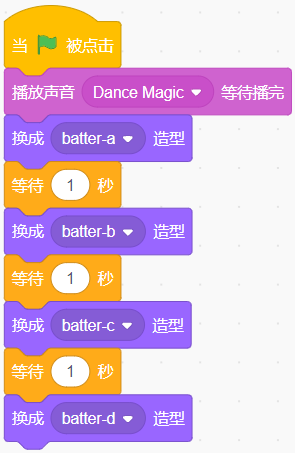 当 被点击
播放声音 Dance Magic 等待播完
换成 batter-a 造型
等待 1 秒
换成 batter-b 造型
等待 1 秒
换成 batter-c 造型
等待 1 秒
换成 batter-d 造型